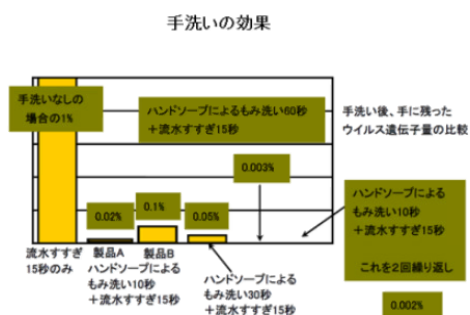 手洗いの効果
手洗いなしの
場合の1%
ハンドソープによるもみ洗い60秒
+流水すすぎ15秒
手洗い後、手に残った
ウイルス遺伝子量の比較
0.003%
ハンドソープによる
もみ洗い10秒
+流水すすぎ15秒
これを2回繰り返し
0.02%
0.1%
0.05%
流水すすぎ
15秒のみ
製品A
製品B
ハンドソープによる
もみ洗い10秒
+流水すすぎ15秒
ハンドソープによる
もみ洗い30秒
+流水すすぎ15秒
0.002%